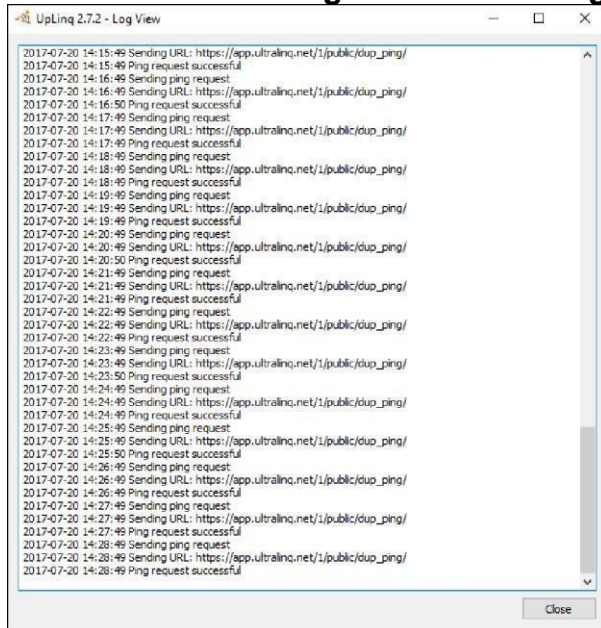 UpLinq 2.7.2 - Log View
2017-07-20 14:15:49 Sending URL: https://app.ultralinq.net/1/public/dup_ping/
2017-07-20 14:15:49 Ping request successful
2017-07-20 14:16:49 Sending ping request
2017-07-20 14:16:49 Sending URL: https://app.ultralinq.net/1/public/dup_ping/
2017-07-20 14:16:50 Ping request successful
2017-07-20 14:17:49 Sending ping request
2017-07-20 14:17:49 Sending URL: https://app.ultralinq.net/1/public/dup_ping/
2017-07-20 14:17:49 Ping request successful
2017-07-20 14:18:49 Sending ping request
2017-07-20 14:18:49 Sending URL: https://app.ultralinq.net/1/public/dup_ping/
2017-07-20 14:18:49 Ping request successful
2017-07-20 14:19:49 Sending ping request
2017-07-20 14:19:49 Sending URL: https://app.ultralinq.net/1/public/dup_ping/
2017-07-20 14:19:49 Ping request successful
2017-07-20 14:20:49 Sending ping request
2017-07-20 14:20:49 Sending URL: https://app.ultralinq.net/1/public/dup_ping/
2017-07-20 14:20:50 Ping request successful
2017-07-20 14:21:49 Sending ping request
2017-07-20 14:21:49 Sending URL: https://app.ultralinq.net/1/public/dup_ping/
2017-07-20 14:21:49 Ping request successful
2017-07-20 14:22:49 Sending ping request
2017-07-20 14:22:49 Sending URL: https://app.ultralinq.net/1/public/dup_ping/
2017-07-20 14:22:49 Ping request successful
2017-07-20 14:23:49 Sending ping request
2017-07-20 14:23:49 Sending URL: https://app.ultralinq.net/1/public/dup_ping/
2017-07-20 14:23:50 Ping request successful
2017-07-20 14:24:49 Sending ping request
2017-07-20 14:24:49 Sending URL: https://app.ultralinq.net/1/public/dup_ping/
2017-07-20 14:24:49 Ping request successful
2017-07-20 14:25:49 Sending ping request
2017-07-20 14:25:49 Sending URL: https://app.ultralinq.net/1/public/dup_ping/
2017-07-20 14:25:50 Ping request successful
2017-07-20 14:26:49 Sending ping request
2017-07-20 14:26:49 Sending URL: https://app.ultralinq.net/1/public/dup_ping/
2017-07-20 14:26:49 Ping request successful
2017-07-20 14:27:49 Sending ping request
2017-07-20 14:27:49 Sending URL: https://app.ultralinq.net/1/public/dup_ping/
2017-07-20 14:27:49 Ping request successful
2017-07-20 14:28:49 Sending ping request
2017-07-20 14:28:49 Sending URL: https://app.ultralinq.net/1/public/dup_ping/
2017-07-20 14:28:49 Ping request successful
Close